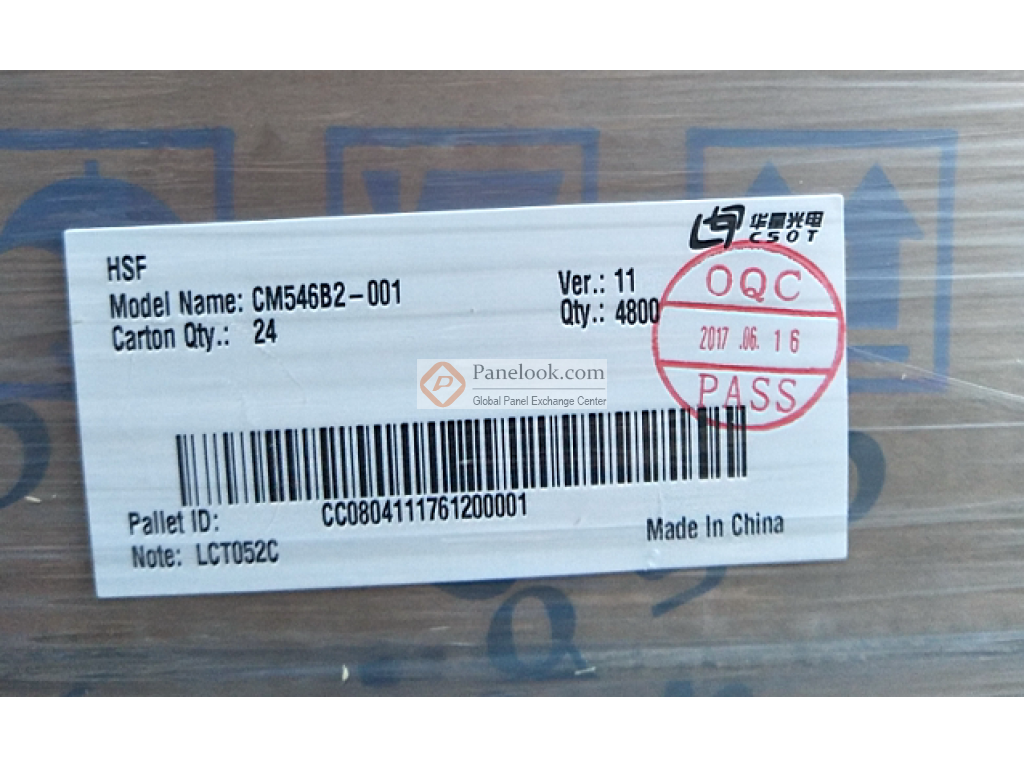 华星光电
CSOT
HSF
Model Name: CM546B2-001
Ver.: 11
Carton Qty.: 24
Qty.: 4800
OQC
2017 .06. 16
PASS
Panelook.com
Global Panel Exchange Center
Pallet ID: CC0804111761200001
Note: LCT052C
Made In China